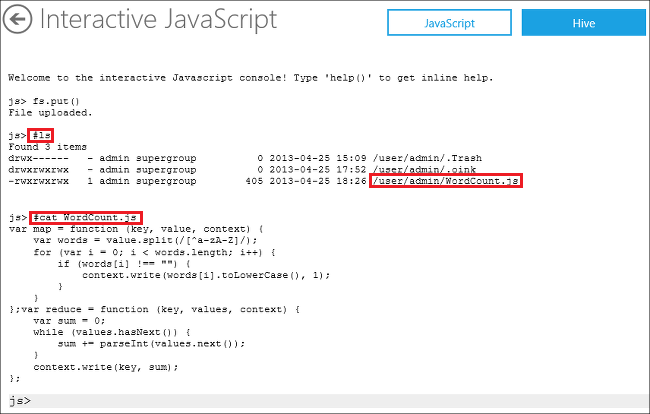 Interactive JavaScript
JavaScript
Hive
Welcome to the interactive Javascript console! Type 'help()' to get inline help.
js> fs.put()
File uploaded.
js> #ls
Found 3 items
drwx------   - admin supergroup          0 2013-04-25 15:09 /user/admin/.Trash
drwxrwxrwx   - admin supergroup          0 2013-04-25 17:52 /user/admin/.oink
-rwxrwxrwx   1 admin supergroup        405 2013-04-25 18:26 /user/admin/WordCount.js
js> #cat WordCount.js
var map = function (key, value, context) {
    var words = value.split(/[^a-zA-Z]/);
    for (var i = 0; i < words.length; i++) {
        if (words[i] !== "") {
            context.write(words[i].toLowerCase(), 1);
        }
    }
};var reduce = function (key, values, context) {
    var sum = 0;
    while (values.hasNext()) {
        sum += parseInt(values.next());
    }
    context.write(key, sum);
};
js>